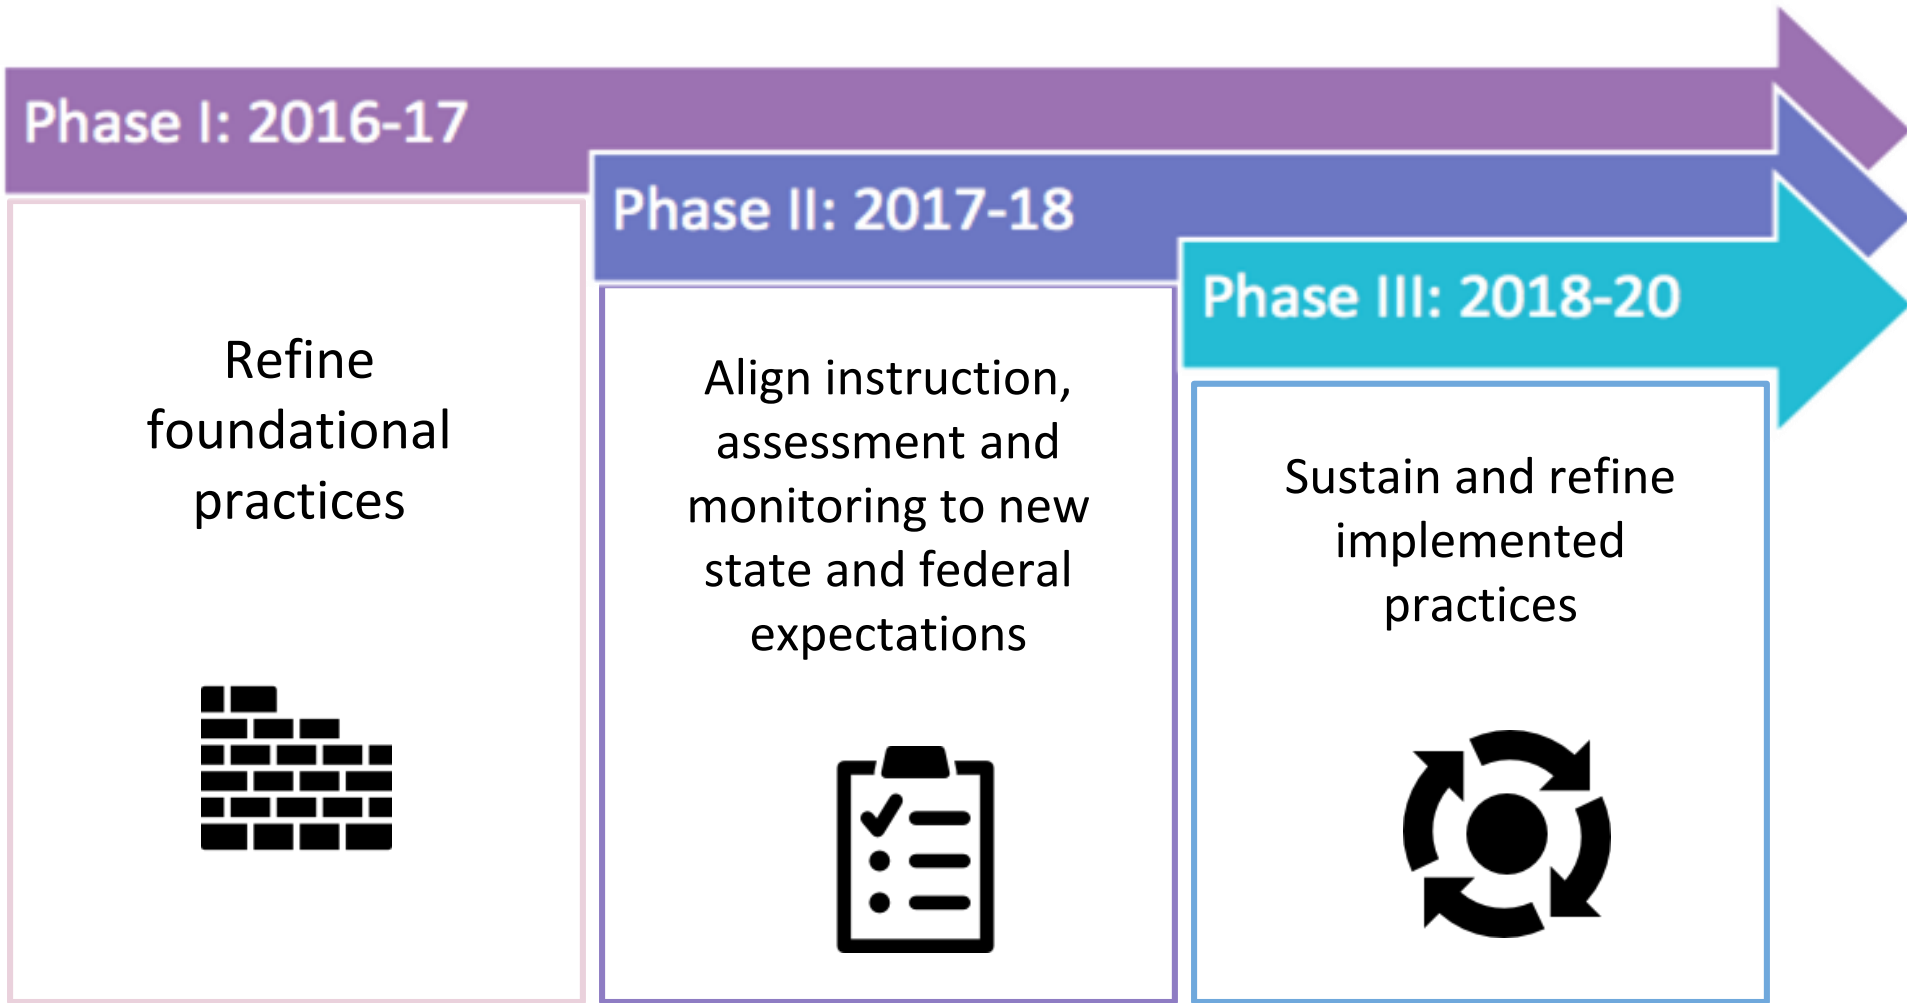 Phase I: 2016-17
Refine
foundational
practices
Phase II: 2017-18
Align instruction,
assessment and
monitoring to new
state and federal
expectations
Phase III: 2018-20
Sustain and refine
implemented
practices